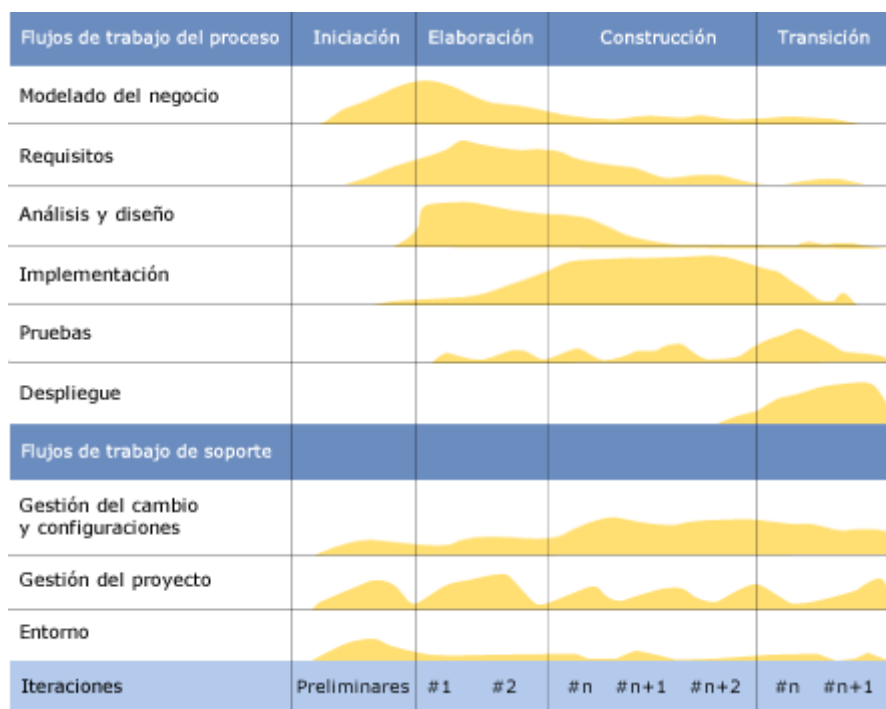 Flujos de trabajo del proceso Iniciación Elaboración Construcción Transición
Modelado del negocio
Requisitos
Análisis y diseño
Implementación
Pruebas
Despliegue
Flujos de trabajo de soporte
Gestión del cambio
y configuraciones
Gestión del proyecto
Entorno
Iteraciones Preliminares #1 #2 #n #n+1 #n+2 #n #n+1